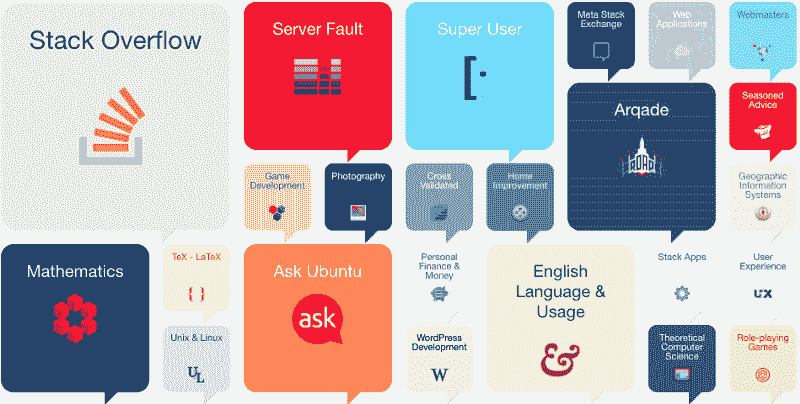 Stack Overflow
Server Fault
Super User
Meta Stack
Exchange
Web
Applications
Webmasters
Arqade
Seasoned
Advice
Game
Development
Photography
Cross
Validated
Home
Improvement
Geographic
Information
Systems
Mathematics
TeX - LaTeX
{ }
Ask Ubuntu
ask
Personal
Finance &
Money
English
Language &
Usage
&
Stack Apps
User
Experience
UX
Unix & Linux
UL
WordPress
Development
W
Theoretical
Computer
Science
Role-playing
Games